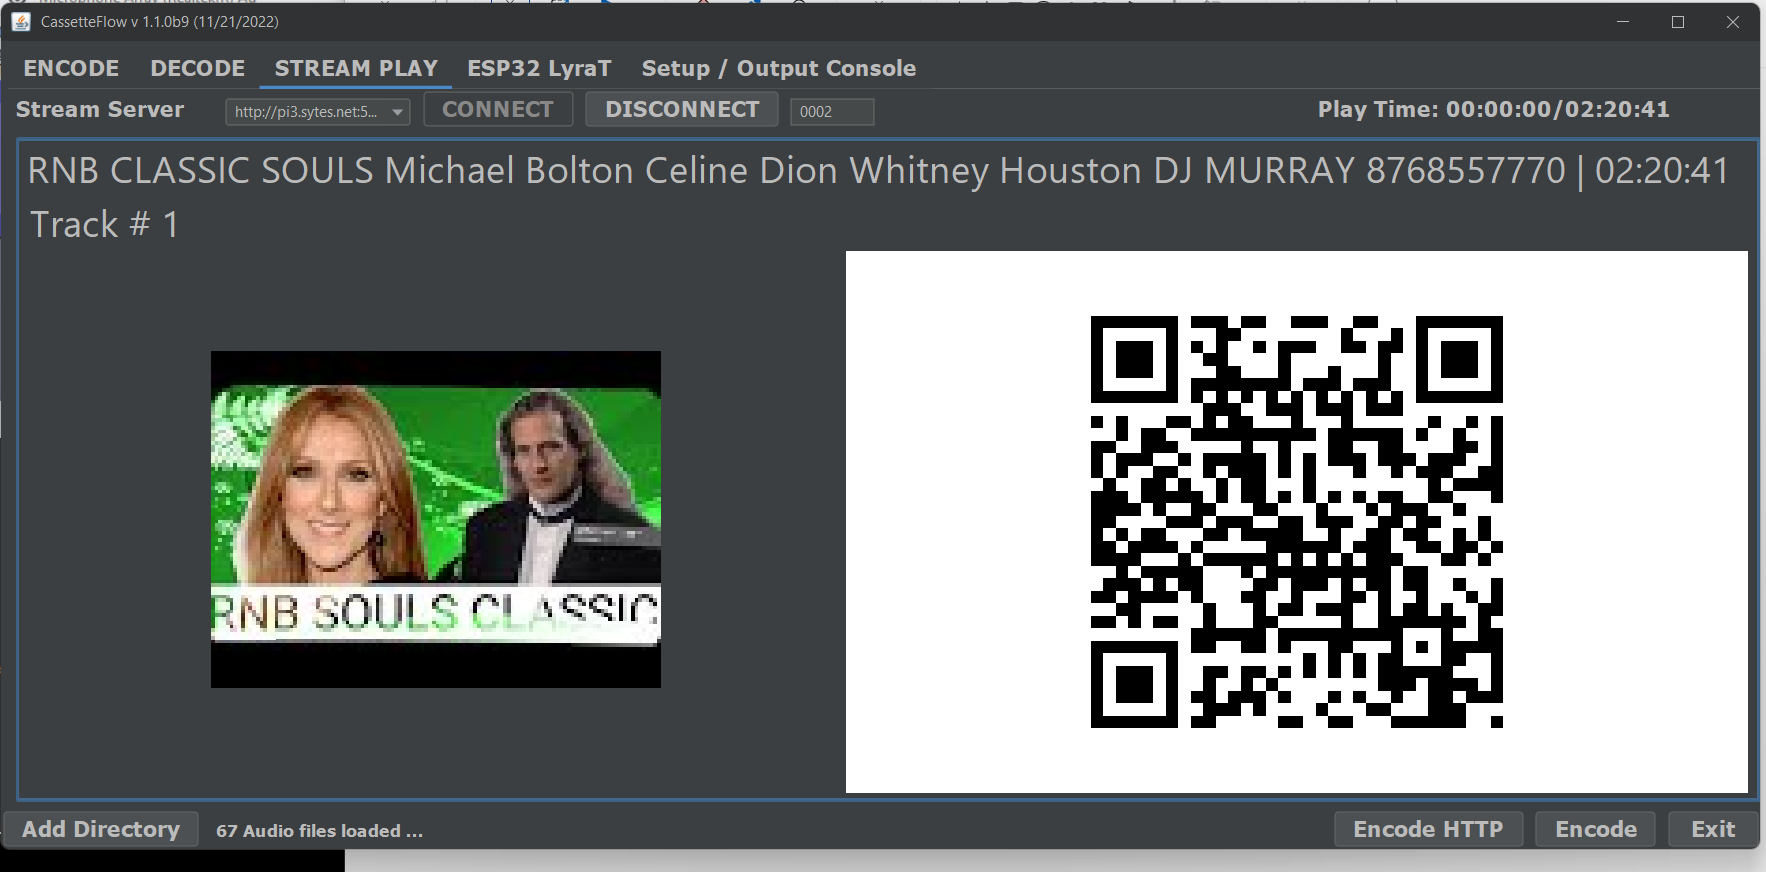 CassetteFlow v 1.1.0b9 (11/21/2022)
ENCODE DECODE STREAM PLAY ESP32 LyraT Setup / Output Console
Stream Server http://pi3.sytes.net:5... CONNECT DISCONNECT 0002 Play Time: 00:00:00/02:20:41
RNB CLASSIC SOULS Michael Bolton Celine Dion Whitney Houston DJ MURRAY 8768557770 | 02:20:41
Track # 1
RNB SOULS CLASSIC
Add Directory 67 Audio files loaded ... Encode HTTP Encode Exit